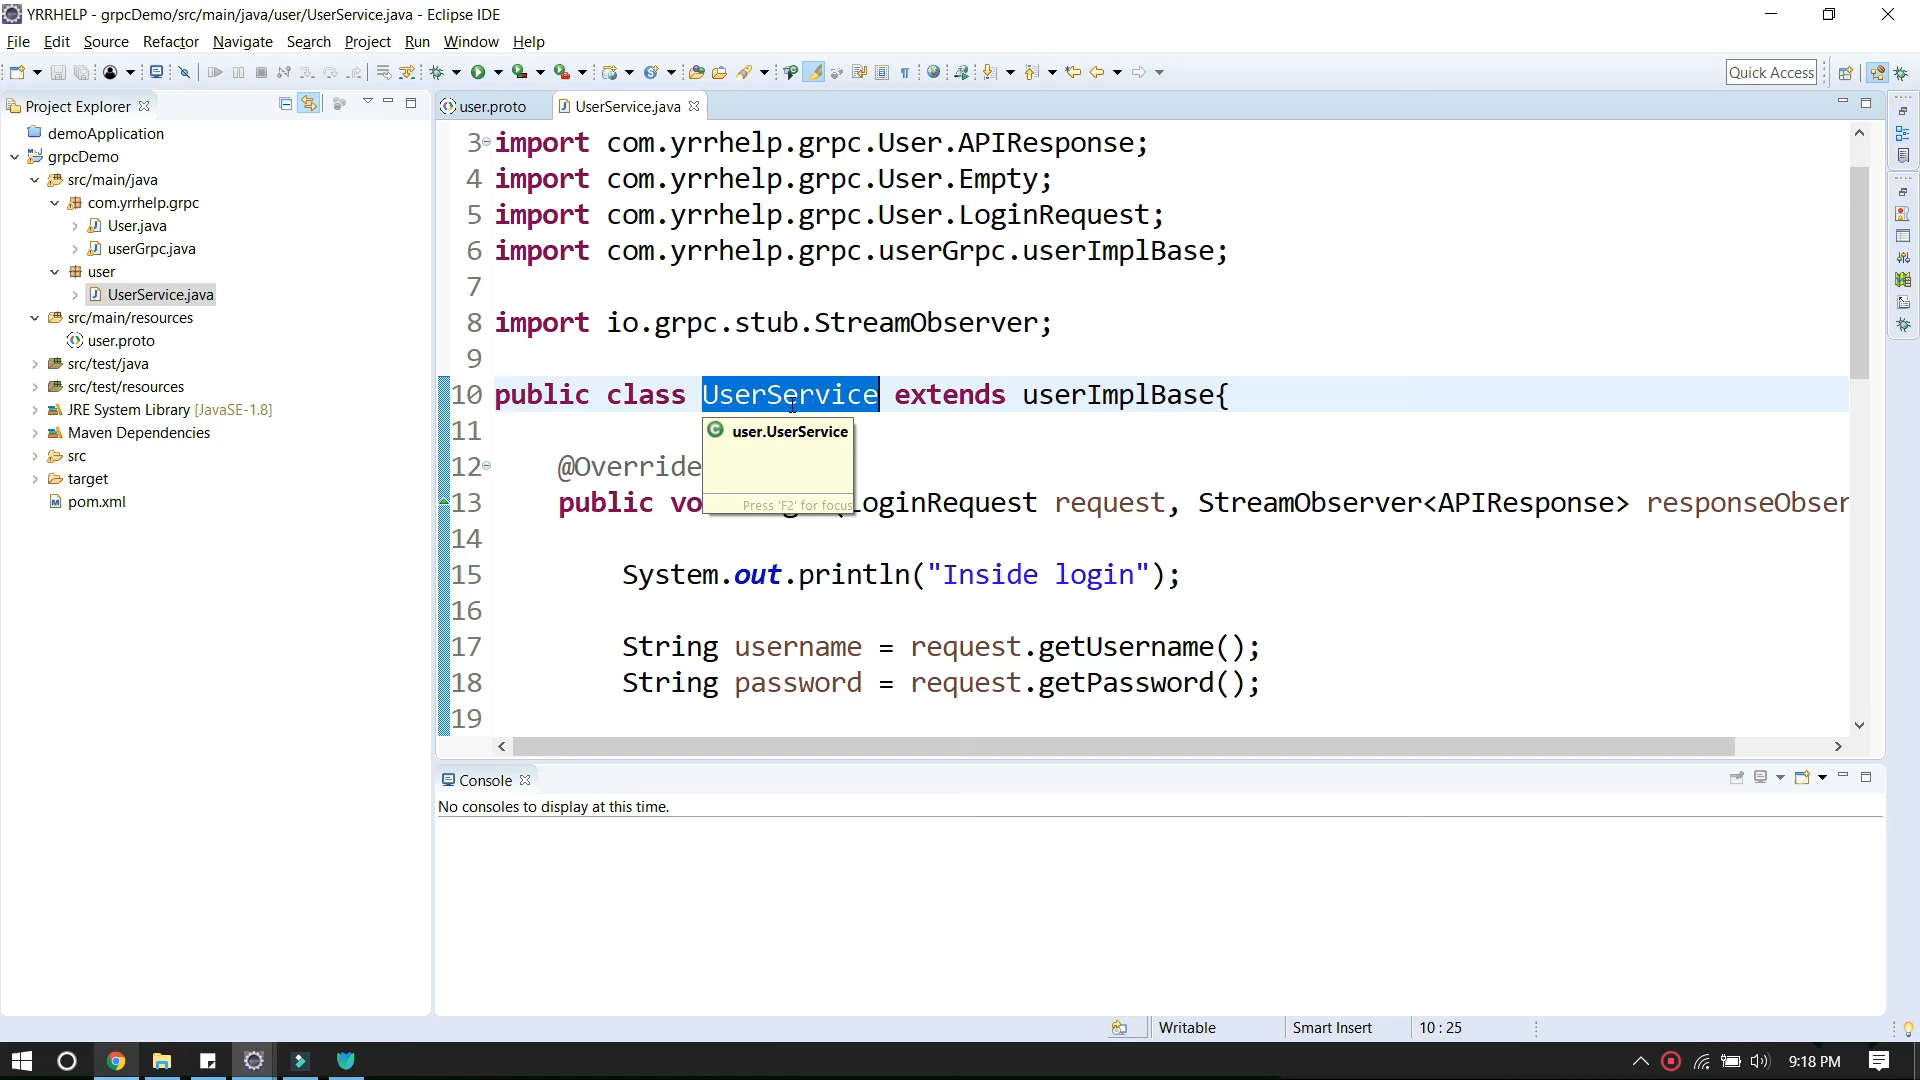 YRRHELP - grpcDemo/src/main/java/user/UserService.java - Eclipse IDE
File Edit Source Refactor Navigate Search Project Run Window Help
Quick Access
Project Explorer
demoApplication
grpcDemo
src/main/java
com.yrrhelp.grpc
User.java
userGrpc.java
user
UserService.java
src/main/resources
user.proto
src/test/java
src/test/resources
JRE System Library [JavaSE-1.8]
Maven Dependencies
src
target
pom.xml
user.proto UserService.java
3 import com.yrrhelp.grpc.User.APIResponse;
4 import com.yrrhelp.grpc.User.Empty;
5 import com.yrrhelp.grpc.User.LoginRequest;
6 import com.yrrhelp.grpc.userGrpc.userImplBase;
7
8 import io.grpc.stub.StreamObserver;
9
10 public class UserService extends userImplBase{
11
user.UserService
12 @Override
Press 'F2' for focus
13 public vo LoginRequest request, StreamObserver<APIResponse> responseObser
14
15 System.out.println("Inside login");
16
17 String username = request.getUsername();
18 String password = request.getPassword();
19
Console
No consoles to display at this time.
Writable Smart Insert 10 : 25
9:18 PM